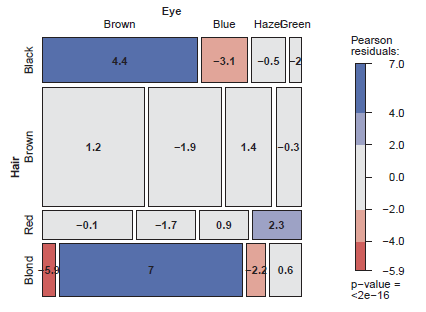 Eye
Brown Blue Hazel Green
Hair
Black 4.4 −3.1 −0.5 −2
Brown 1.2 −1.9 1.4 −0.3
Red −0.1 −1.7 0.9 2.3
Blond −5.9 7 −2.2 0.6
Pearson
residuals:
7.0
4.0
2.0
0.0
−2.0
−4.0
−5.9
p−value =
<2e−16